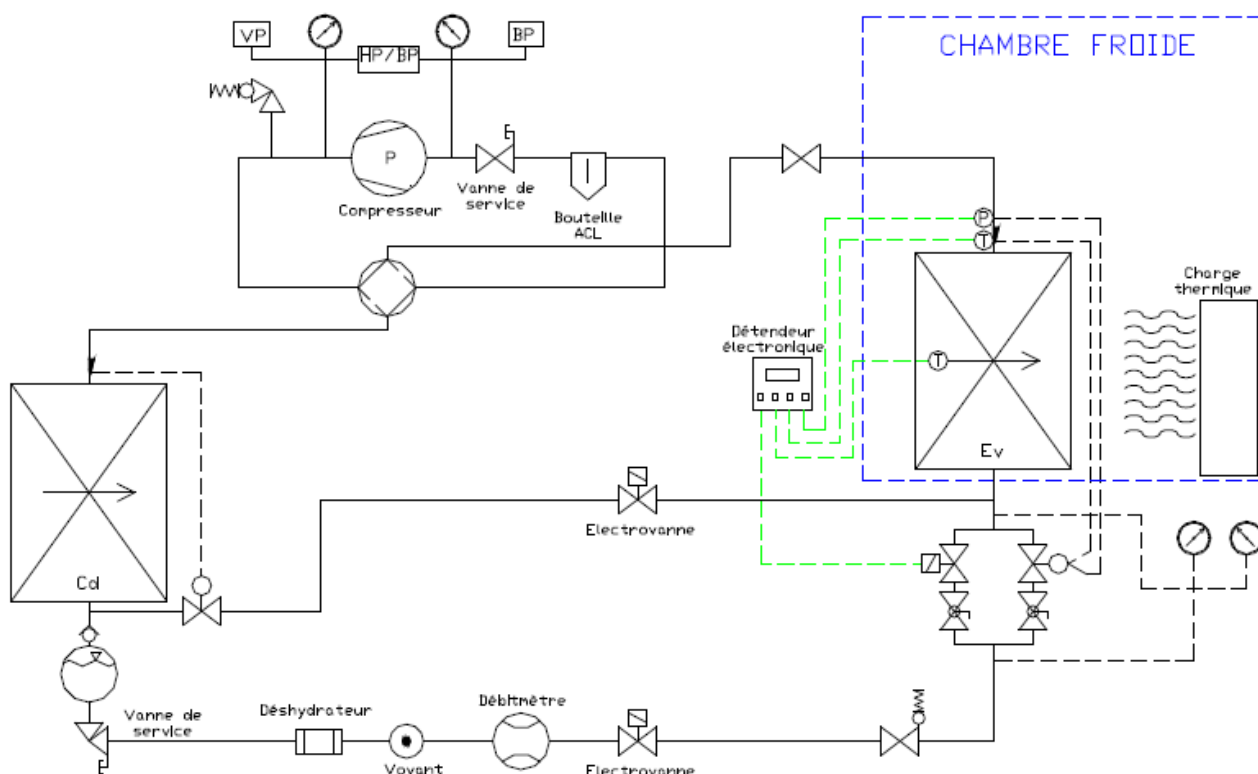 VP
HP/BP
BP
CHAMBRE FROIDE
P
Compresseur
Vanne de
service
Bouteille
ACL
P
T
Charge
thermique
Détendeur
électronique
T
Ev
Electrovanne
Cd
Vanne de
service
Déshydrateur
Voyant
Débitmètre
Electrovanne